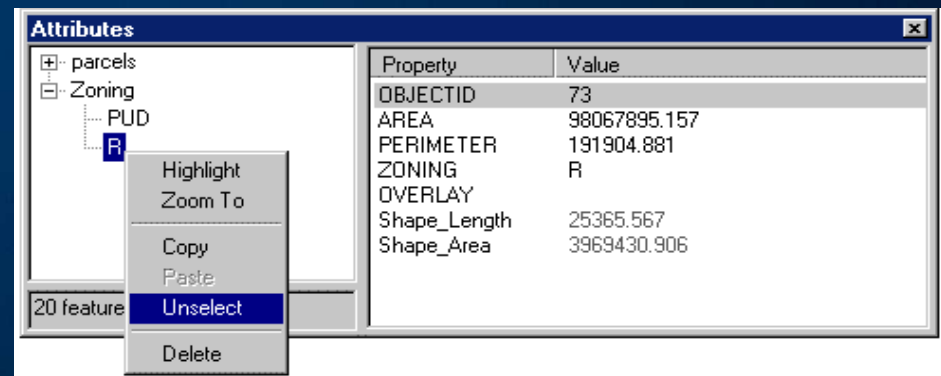 Attributes
parcels
Zoning
PUD
R
Highlight
Zoom To
Copy
Paste
Unselect
Delete
20 feature
Property Value
OBJECTID 73
AREA 98067895.157
PERIMETER 191904.881
ZONING R
OVERLAY
Shape_Length 25365.567
Shape_Area 3969430.906